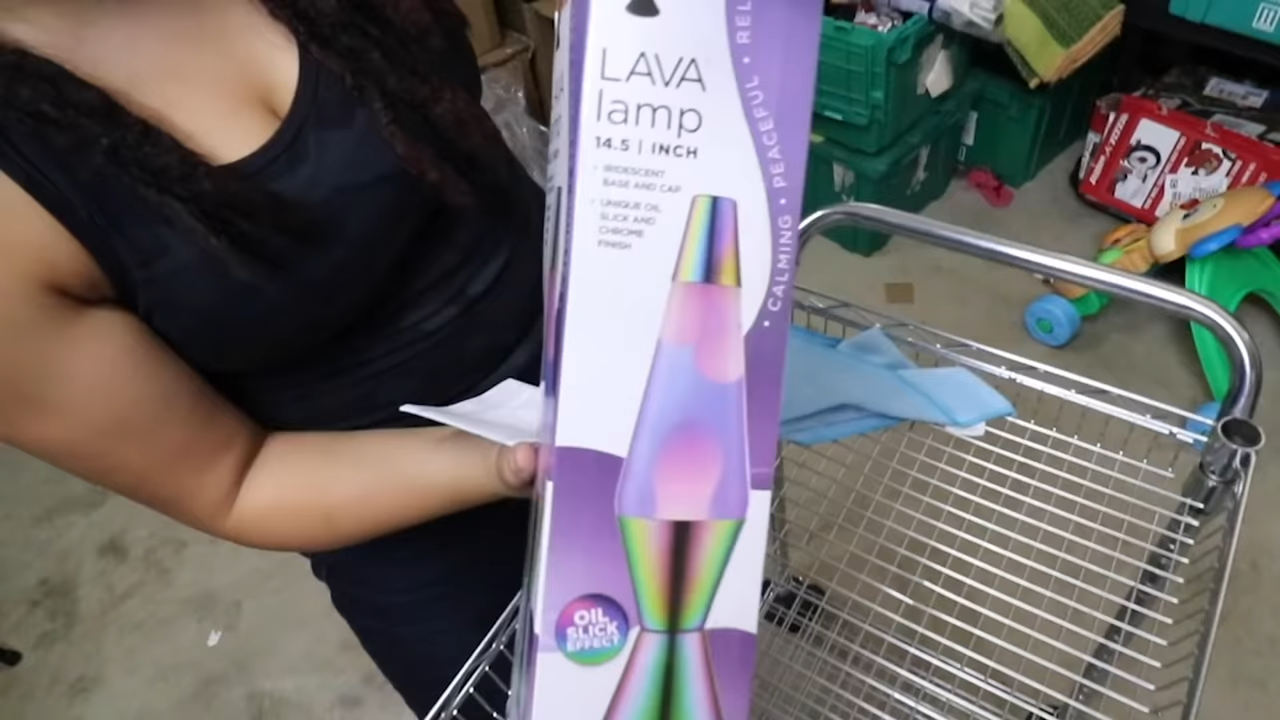 LAVA
lamp
14.5 | INCH
IRIDESCENT
BASE AND CAP
UNIQUE OIL
SLICK AND
CHROME
FINISH
• CALMING • PEACEFUL • REL
OIL
SLICK
EFFECT